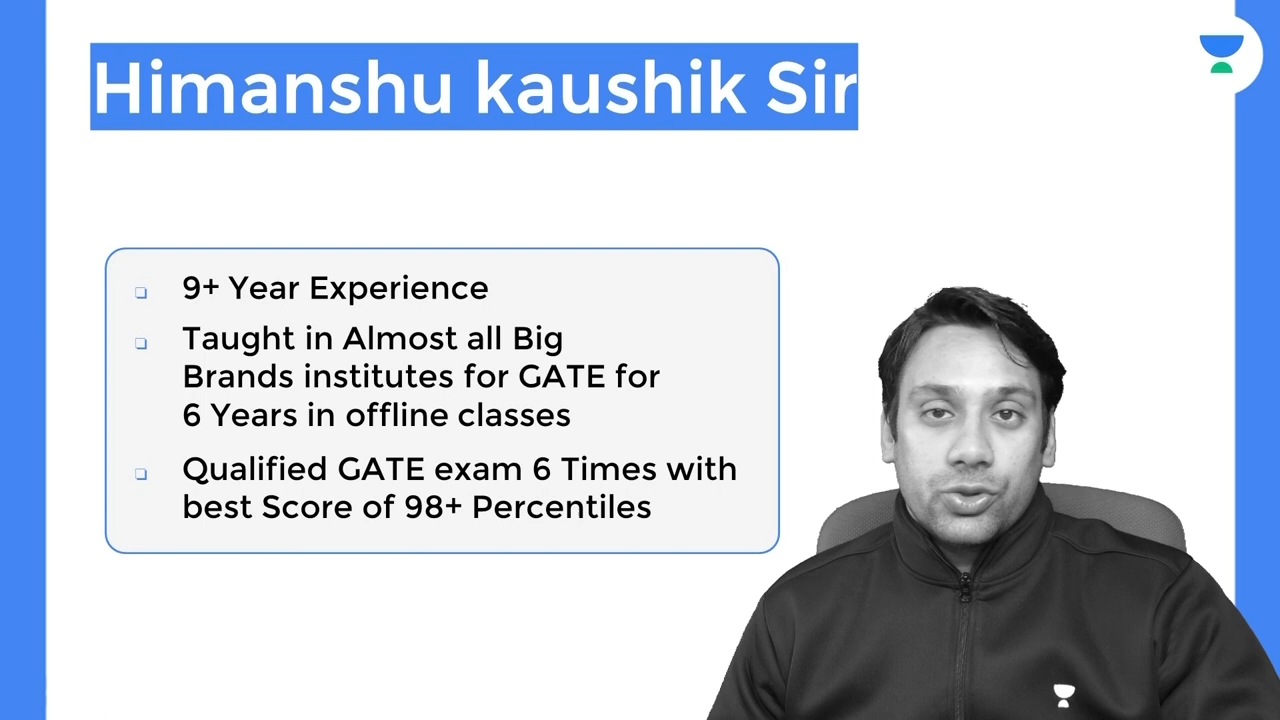 Himanshu kaushik Sir
9+ Year Experience
Taught in Almost all Big
Brands institutes for GATE for
6 Years in offline classes
Qualified GATE exam 6 Times with
best Score of 98+ Percentiles